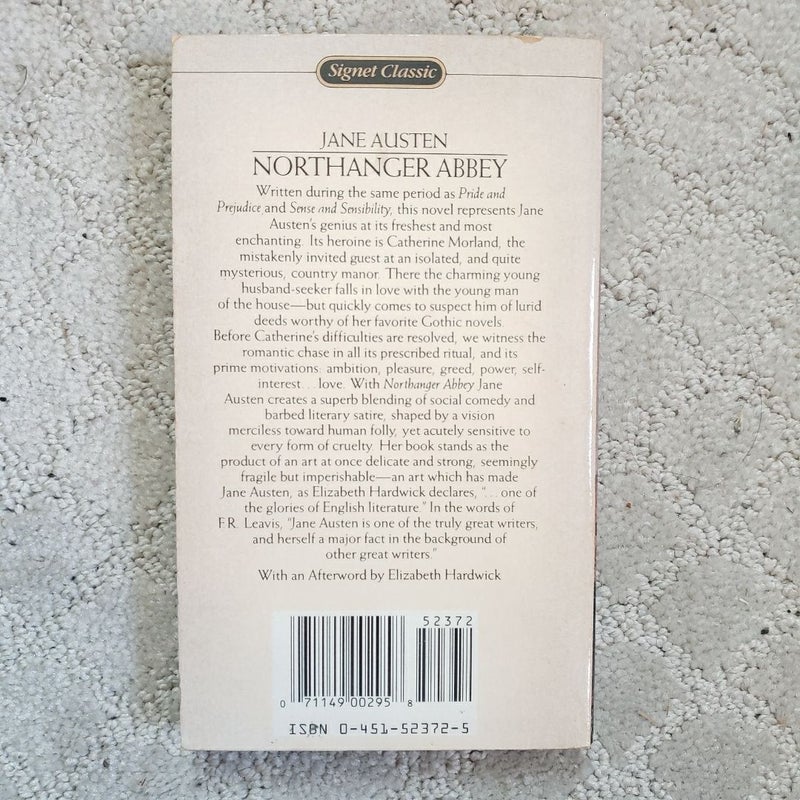 Signet Classic
JANE AUSTEN
NORTHANGER ABBEY
Written during the same period as Pride and
Prejudice and Sense and Sensibility, this novel represents Jane
Austen's genius at its freshest and most
enchanting. Its heroine is Catherine Morland, the
mistakenly invited guest at an isolated, and quite
mysterious, country manor. There the charming young
husband-seeker falls in love with the young man
of the house—but quickly comes to suspect him of lurid
deeds worthy of her favorite Gothic novels.
Before Catherine's difficulties are resolved, we witness the
romantic chase in all its prescribed ritual, and its
prime motivations: ambition, pleasure, greed, power, self-
interest...love. With Northanger Abbey Jane
Austen creates a superb blending of social comedy and
barbed literary satire, shaped by a vision
merciless toward human folly, yet acutely sensitive to
every form of cruelty. Her book stands as the
product of an art at once delicate and strong, seemingly
fragile but imperishable—an art which has made
Jane Austen, as Elizabeth Hardwick declares, "...one of
the glories of English literature." In the words of
F.R. Leavis, "Jane Austen is one of the truly great writers,
and herself a major fact in the background of
other great writers."
With an Afterword by Elizabeth Hardwick
52372
0 71149 00295 8
ISBN 0-451-52372-5